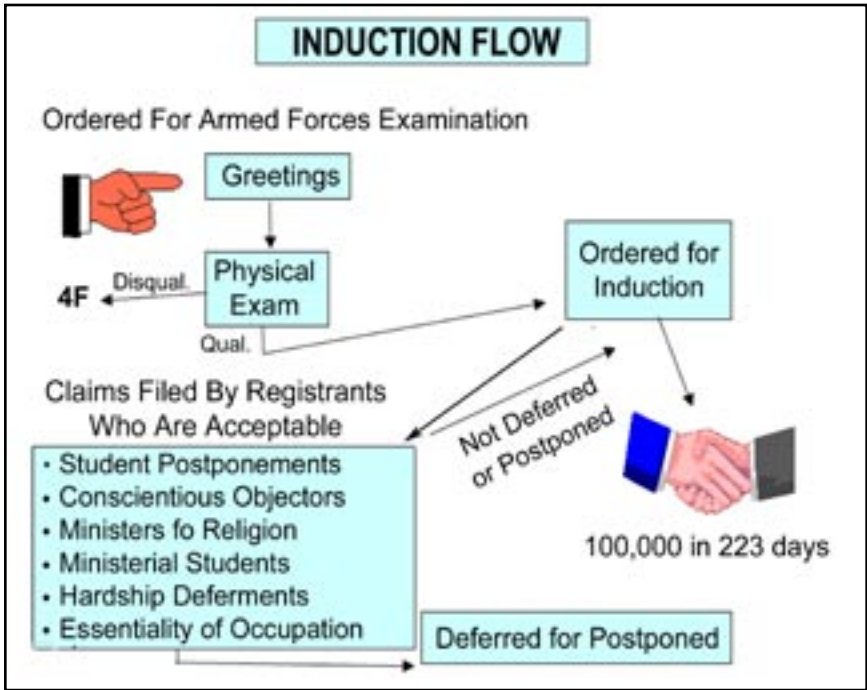 INDUCTION FLOW
Ordered For Armed Forces Examination
Greetings
Physical
Exam
Disqual.
4F
Qual.
Ordered for
Induction
Claims Filed By Registrants
Who Are Acceptable
Not Deferred
or Postponed
• Student Postponements
• Conscientious Objectors
• Ministers fo Religion
• Ministerial Students
• Hardship Deferments
• Essentiality of Occupation
100,000 in 223 days
Deferred for Postponed